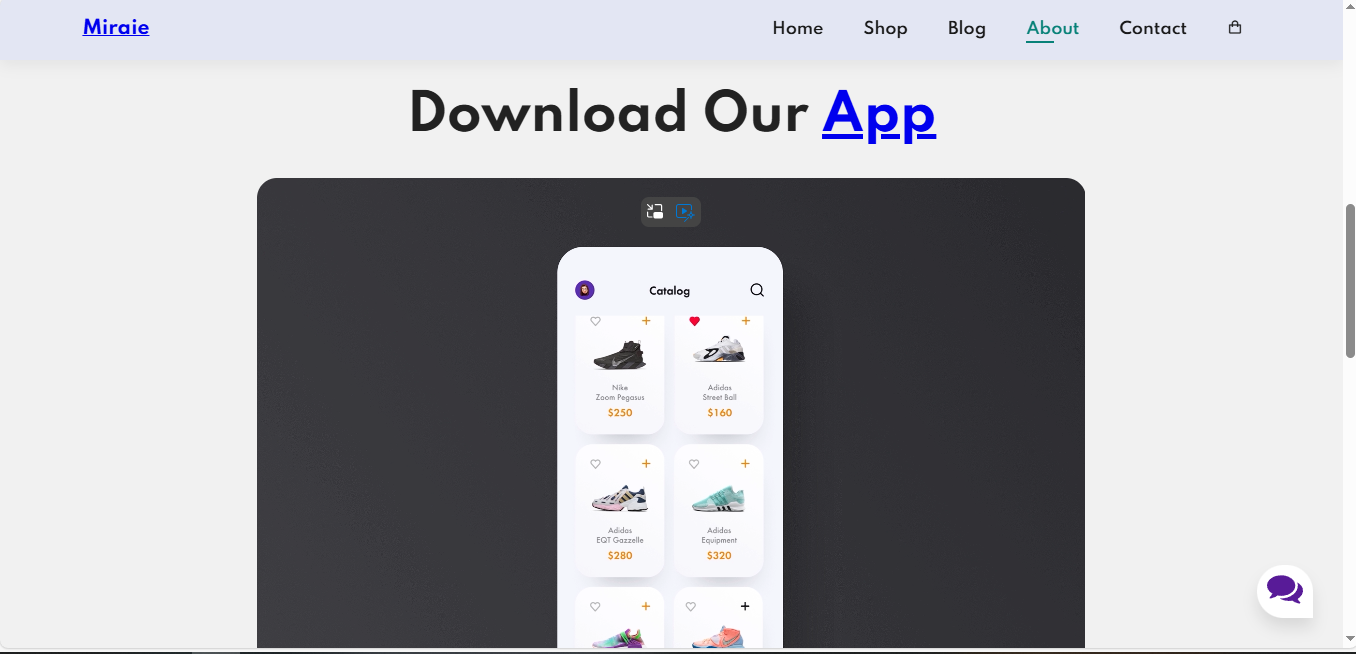 Miraie
Home Shop Blog About Contact
Download Our App
Catalog
Nike
Zoom Pegasus
$250
Adidas
Street Ball
$160
Adidas
EQT Gazzelle
$280
Adidas
Equipment
$320